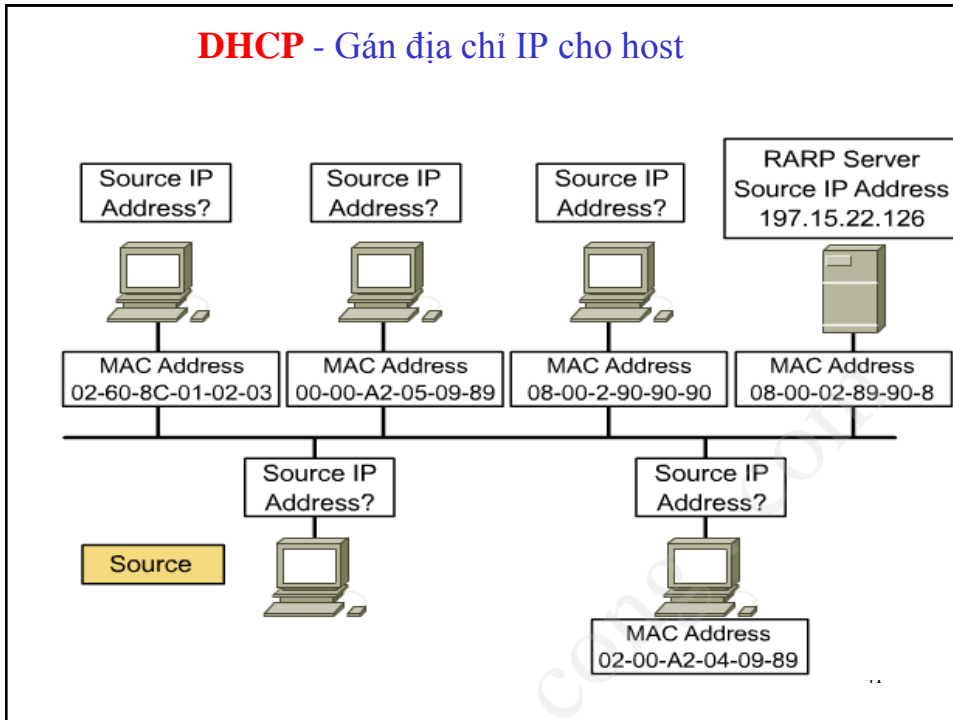 DHCP - Gán địa chỉ IP cho host
Source IP
Address?
Source IP
Address?
Source IP
Address?
RARP Server
Source IP Address
197.15.22.126
MAC Address
02-60-8C-01-02-03
MAC Address
00-00-A2-05-09-89
MAC Address
08-00-2-90-90-90
MAC Address
08-00-02-89-90-8
Source IP
Address?
Source IP
Address?
Source
MAC Address
02-00-A2-04-09-89
cong
com